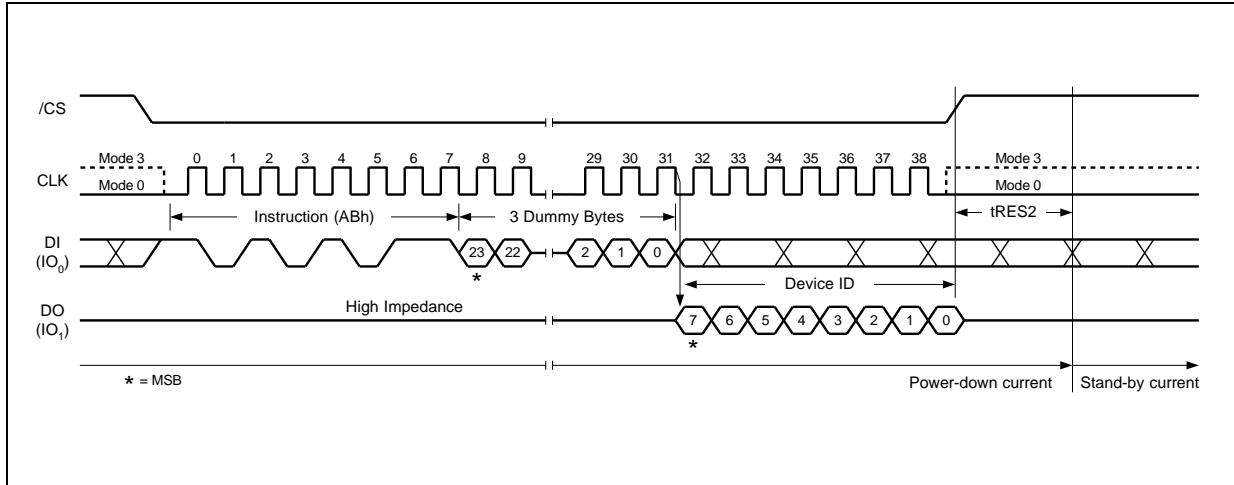 /CS
Mode 3 0 1 2 3 4 5 6 7 8 9 29 30 31 32 33 34 35 36 37 38 Mode 3
CLK
Mode 0 Mode 0
Instruction (ABh) 3 Dummy Bytes tRES2
DI
(IO0)
23 22 2 1 0
*
Device ID
High Impedance
DO
(IO1)
7 6 5 4 3 2 1 0
*
* = MSB
Power-down current Stand-by current